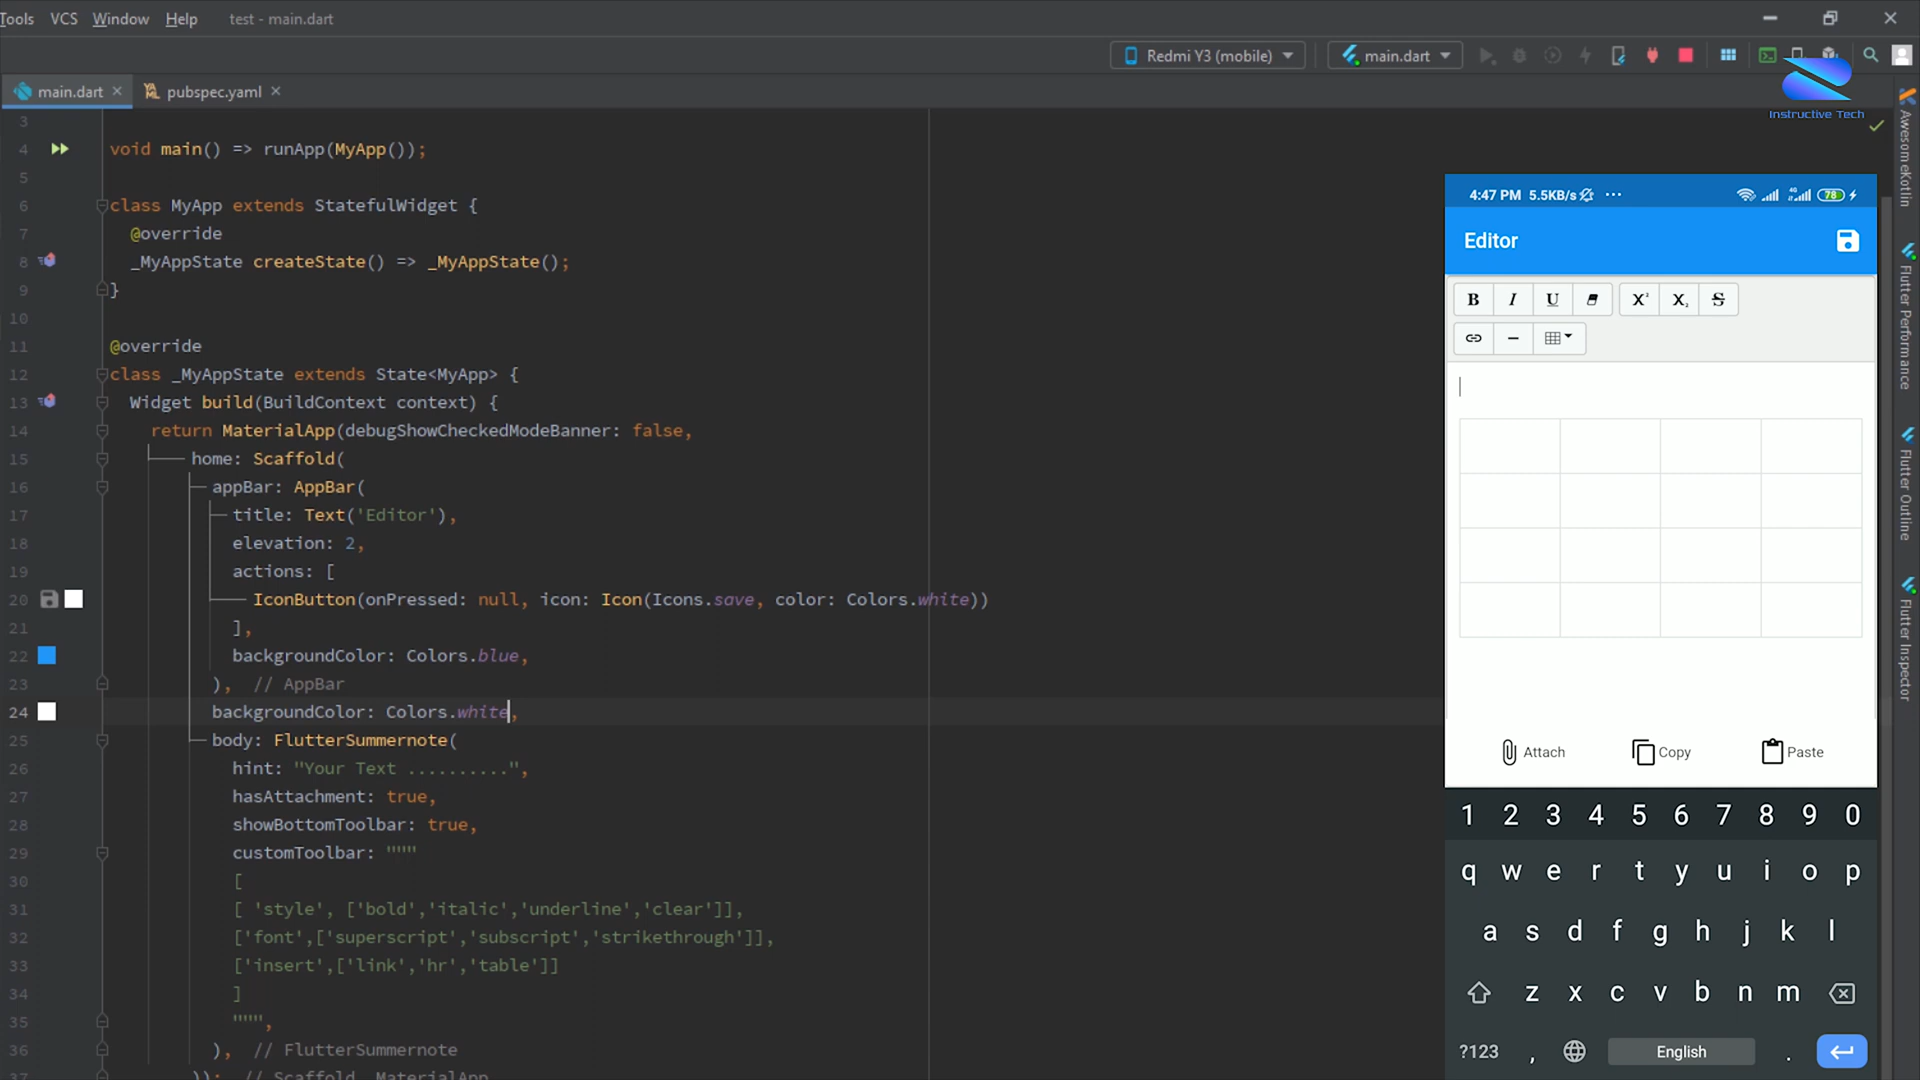 Tools VCS Window Help test - main.dart
Redmi Y3 (mobile) main.dart
main.dart pubspec.yaml
Instructive Tech
3
4 void main() => runApp(MyApp());
5
6 class MyApp extends StatefulWidget {
7 @override
8 _MyAppState createState() => _MyAppState();
9 }
10
11 @override
12 class _MyAppState extends State<MyApp> {
13 Widget build(BuildContext context) {
14 return MaterialApp(debugShowCheckedModeBanner: false,
15 home: Scaffold(
16 appBar: AppBar(
17 title: Text('Editor'),
18 elevation: 2,
19 actions: [
20 IconButton(onPressed: null, icon: Icon(Icons.save, color: Colors.white))
21 ],
22 backgroundColor: Colors.blue,
23 ), // AppBar
24 backgroundColor: Colors.white,
25 body: FlutterSummernote(
26 hint: "Your Text ..........",
27 hasAttachment: true,
28 showBottomToolbar: true,
29 customToolbar: """
30 [
31 [ 'style', ['bold','italic','underline','clear']],
32 ['font',['superscript','subscript','strikethrough']],
33 ['insert',['link','hr','table']]
34 ]
35 """,
36 ), // FlutterSummernote
37 )); // Scaffold, MaterialApp
4:47 PM 5.5KB/s ... 4G 78
Editor
B I U X² X₂ S
Attach Copy Paste
1 2 3 4 5 6 7 8 9 0
q w e r t y u i o p
a s d f g h j k l
z x c v b n m
?123 , English .
AwesomeKotlin
Flutter Performance
Flutter Outline
Flutter Inspector